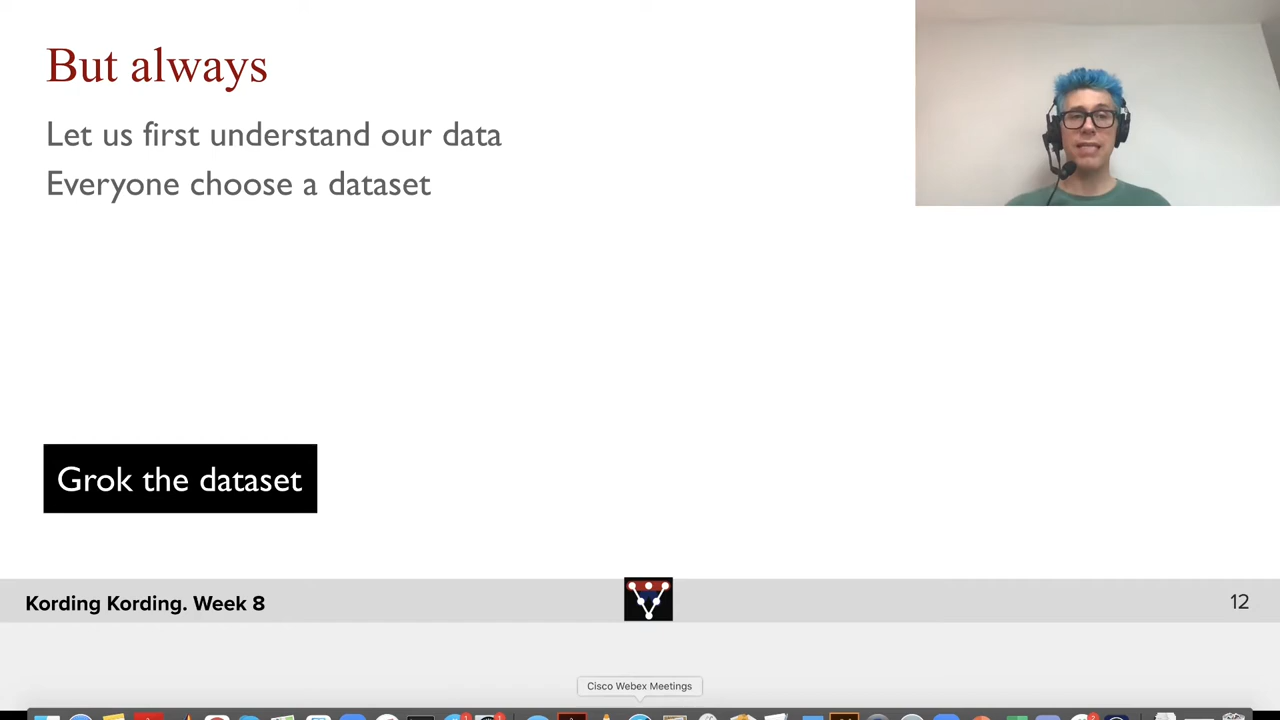 But always
Let us first understand our data
Everyone choose a dataset
Grok the dataset
Kording Kording. Week 8
12
Cisco Webex Meetings